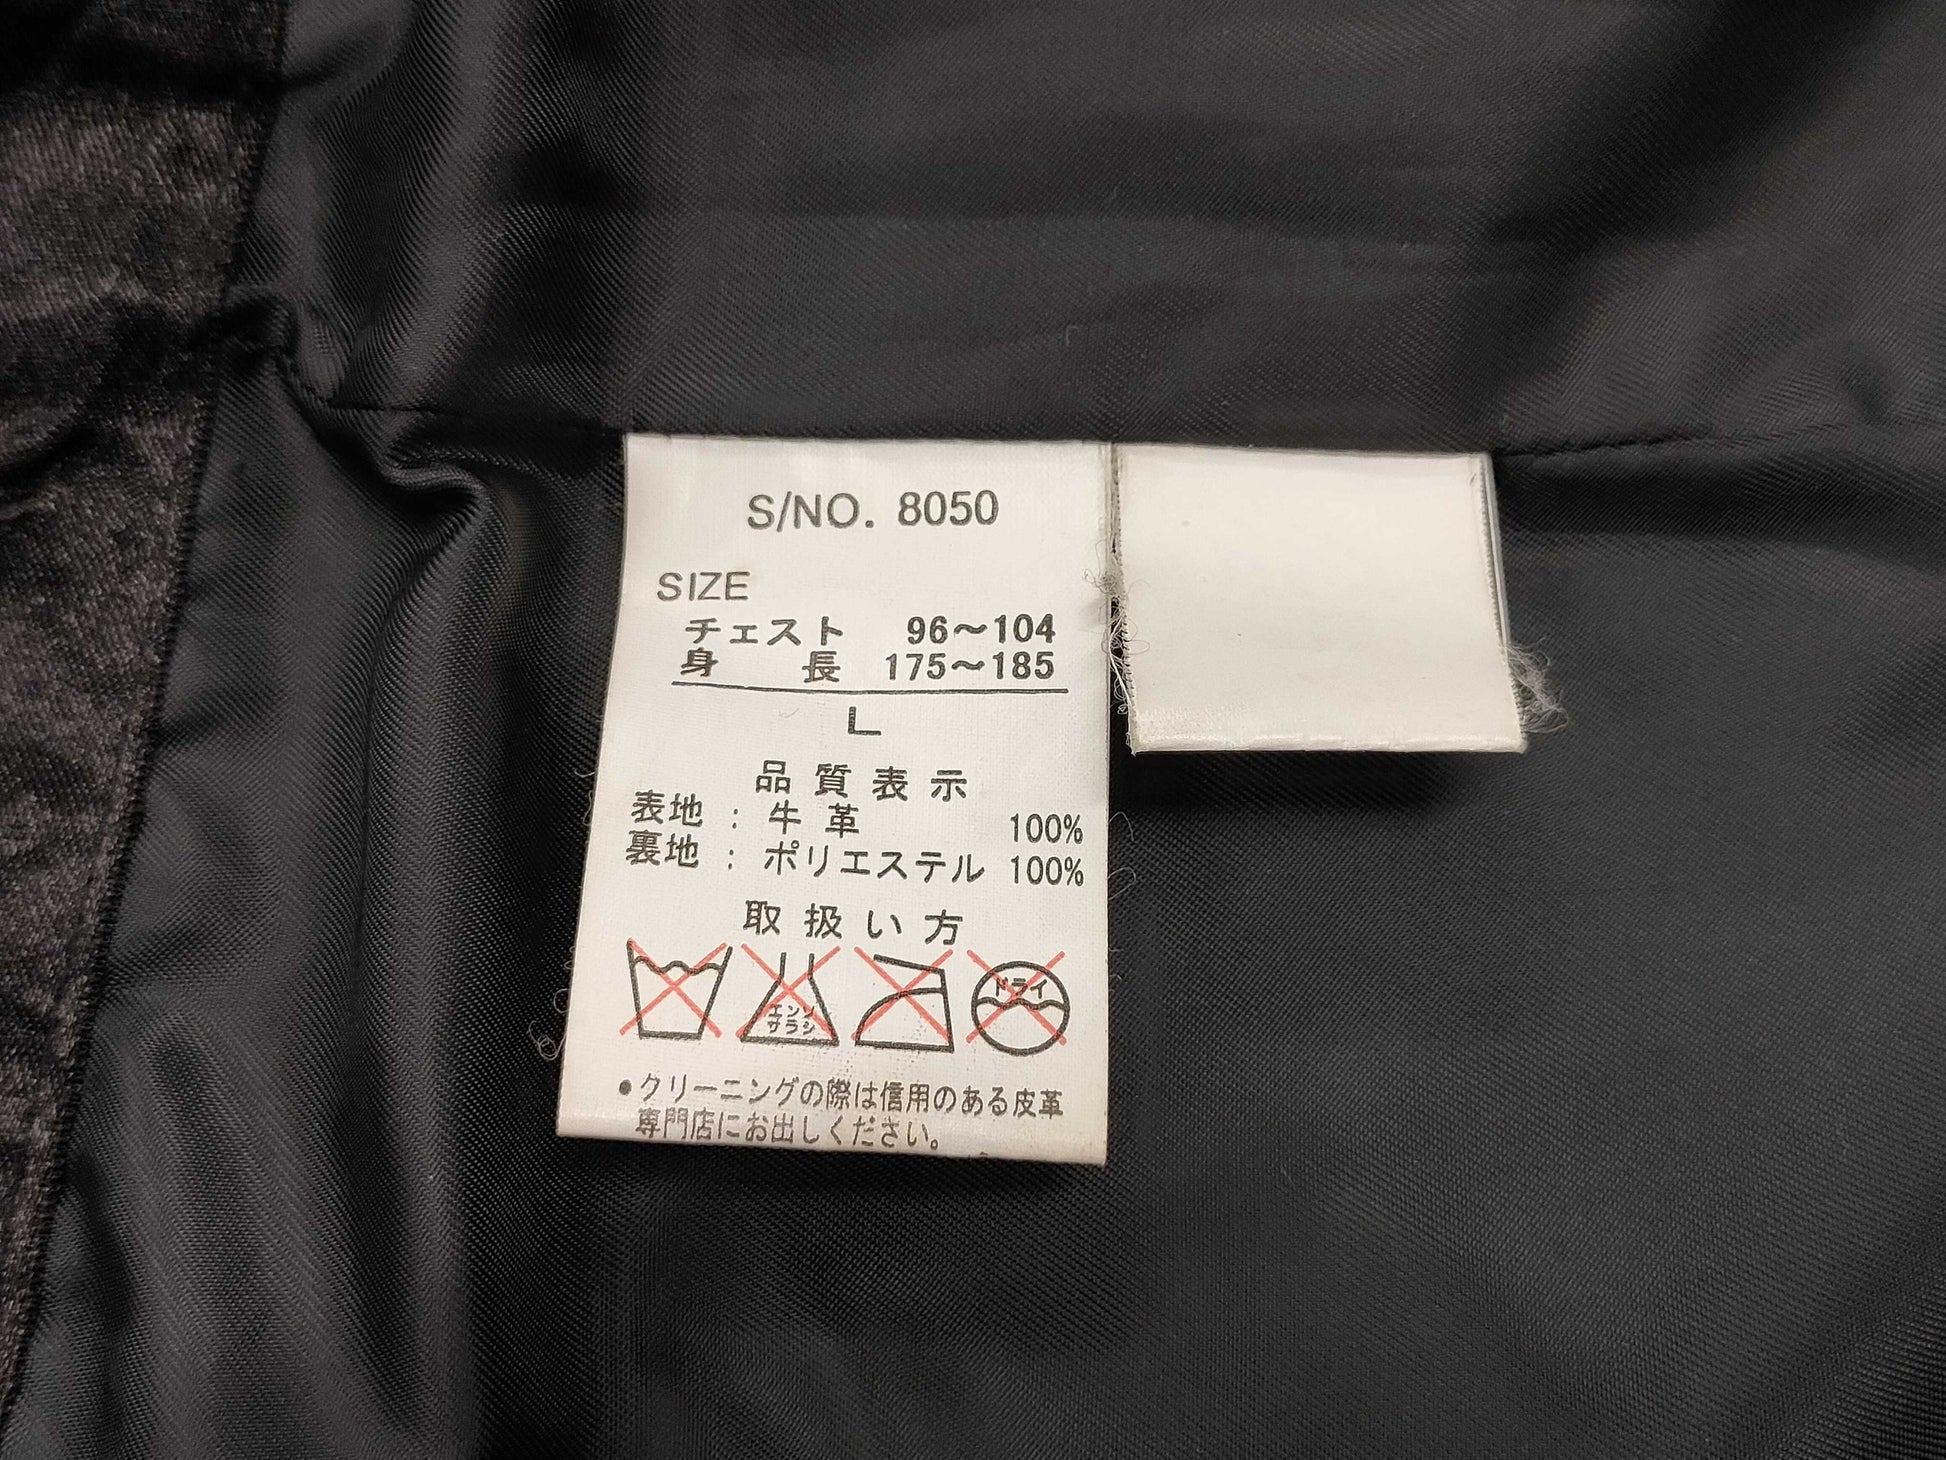 S/NO. 8050
SIZE
チェスト 96～104
身長 175～185
L
品質表示
表地：牛革 100%
裏地：ポリエステル 100%
取扱い方
エンソ
サラシ
ドライ
•クリーニングの際は信用のある皮革
専門店にお出しください。